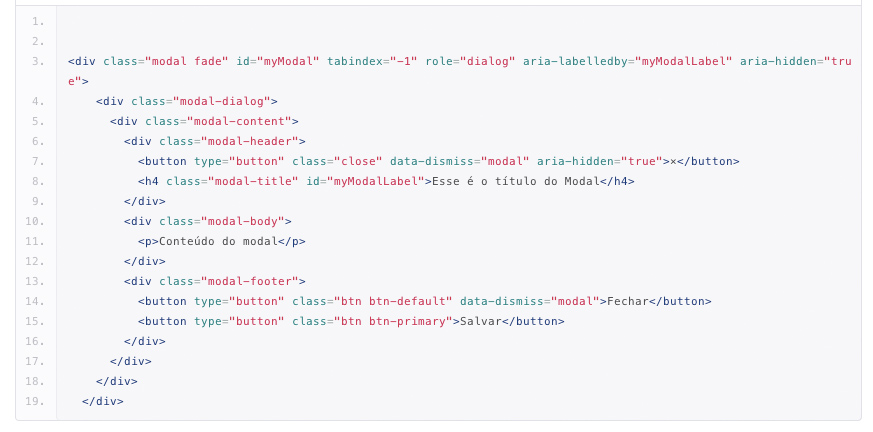 1.
2.
3. <div class="modal fade" id="myModal" tabindex="-1" role="dialog" aria-labelledby="myModalLabel" aria-hidden="tru
e">
4.     <div class="modal-dialog">
5.       <div class="modal-content">
6.         <div class="modal-header">
7.           <button type="button" class="close" data-dismiss="modal" aria-hidden="true">×</button>
8.           <h4 class="modal-title" id="myModalLabel">Esse é o título do Modal</h4>
9.         </div>
10.         <div class="modal-body">
11.           <p>Conteúdo do modal</p>
12.         </div>
13.         <div class="modal-footer">
14.           <button type="button" class="btn btn-default" data-dismiss="modal">Fechar</button>
15.           <button type="button" class="btn btn-primary">Salvar</button>
16.         </div>
17.       </div>
18.     </div>
19.   </div>